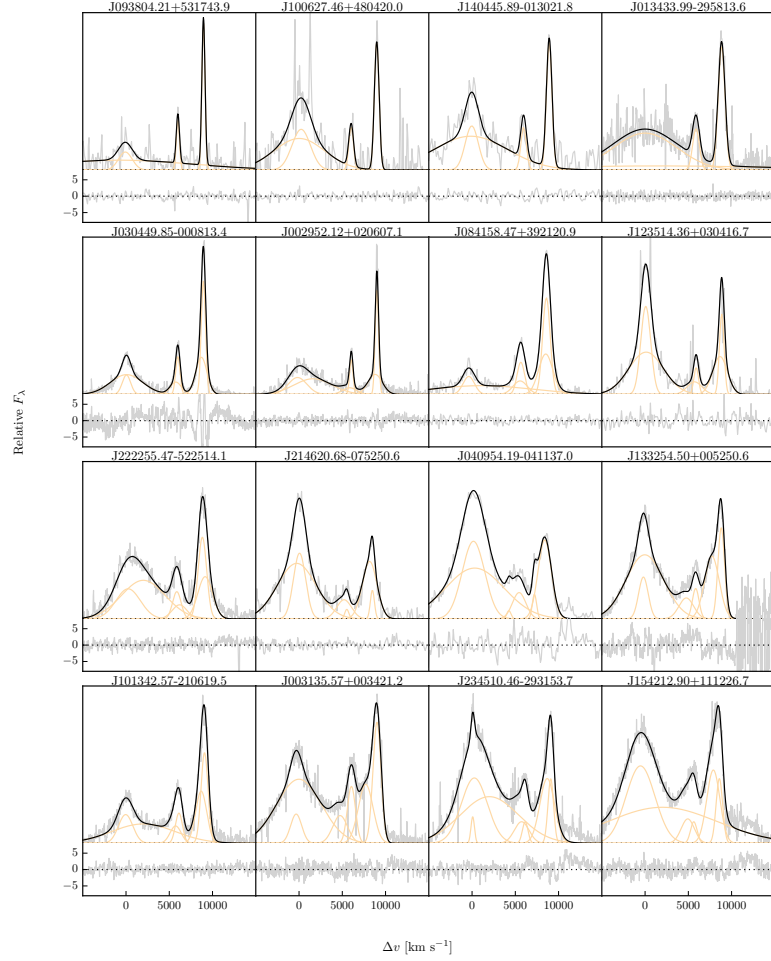 J093804.21+531743.9 J100627.46+480420.0 J140445.89-013021.8 J013433.99-295813.6
5
0
−5
J030449.85-000813.4 J002952.12+020607.1 J084158.47+392120.9 J123514.36+030416.7
5
0
−5
Relative Fλ
J222255.47-522514.1 J214620.68-075250.6 J040954.19-041137.0 J133254.50+005250.6
5
0
−5
J101342.57-210619.5 J003135.57+003421.2 J234510.46-293153.7 J154212.90+111226.7
5
0
−5
0 5000 10000 0 5000 10000 0 5000 10000 0 5000 10000
Δv [km s−1]